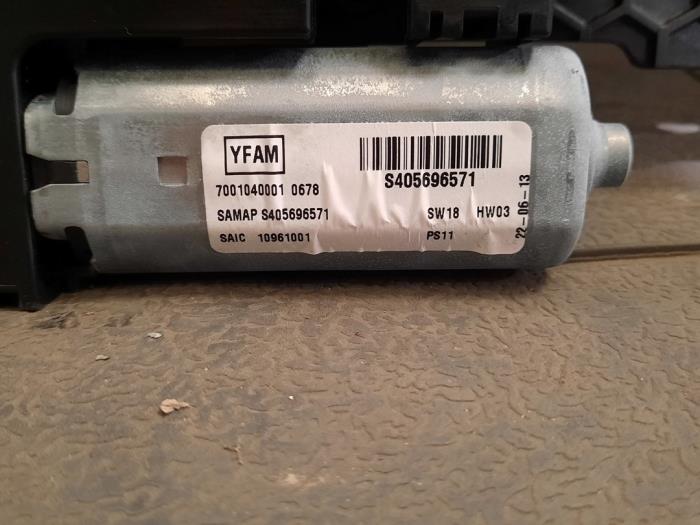 YFAM
S405696571
7001040001 0678
SAMAP S405696571 SW18 HW03
SAIC 10961001 PS11
22-06-13